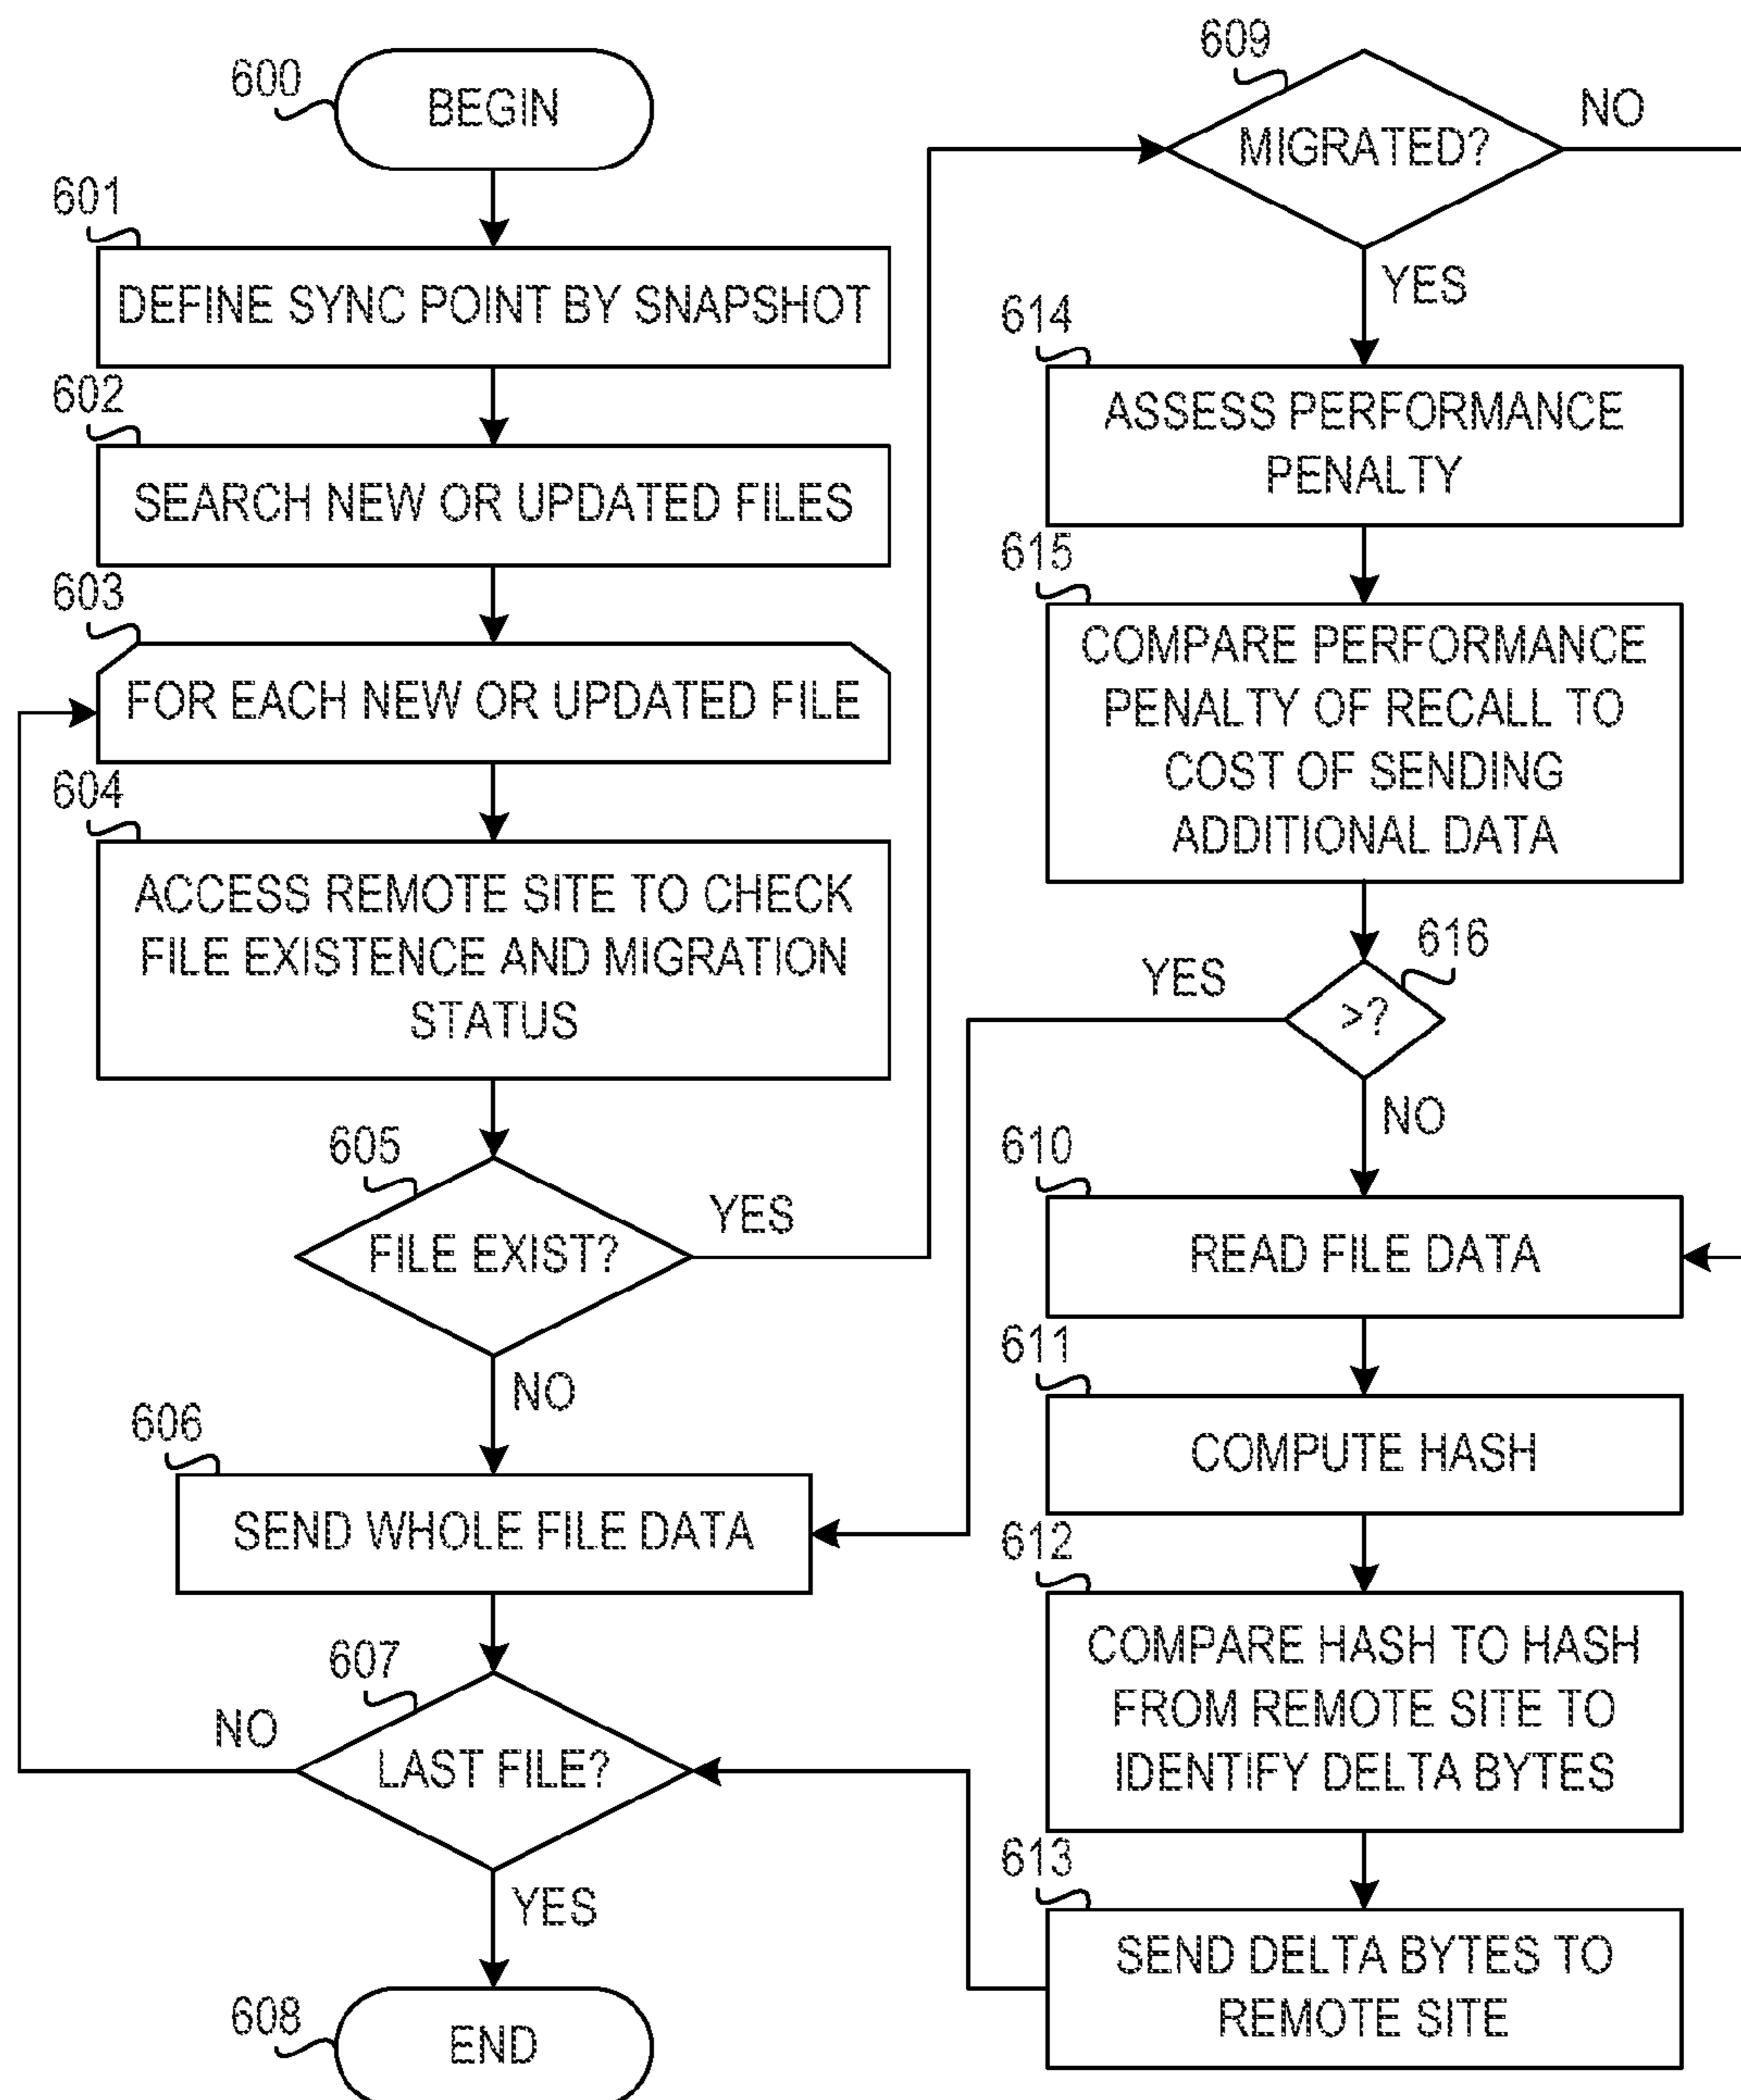 600
BEGIN
601
DEFINE SYNC POINT BY SNAPSHOT
602
SEARCH NEW OR UPDATED FILES
603
FOR EACH NEW OR UPDATED FILE
604
ACCESS REMOTE SITE TO CHECK
FILE EXISTENCE AND MIGRATION
STATUS
605
FILE EXIST?
YES
NO
606
SEND WHOLE FILE DATA
607
NO
LAST FILE?
YES
608
END
609
MIGRATED?
NO
YES
614
ASSESS PERFORMANCE
PENALTY
615
COMPARE PERFORMANCE
PENALTY OF RECALL TO
COST OF SENDING
ADDITIONAL DATA
616
YES
>?
NO
610
READ FILE DATA
611
COMPUTE HASH
612
COMPARE HASH TO HASH
FROM REMOTE SITE TO
IDENTIFY DELTA BYTES
613
SEND DELTA BYTES TO
REMOTE SITE